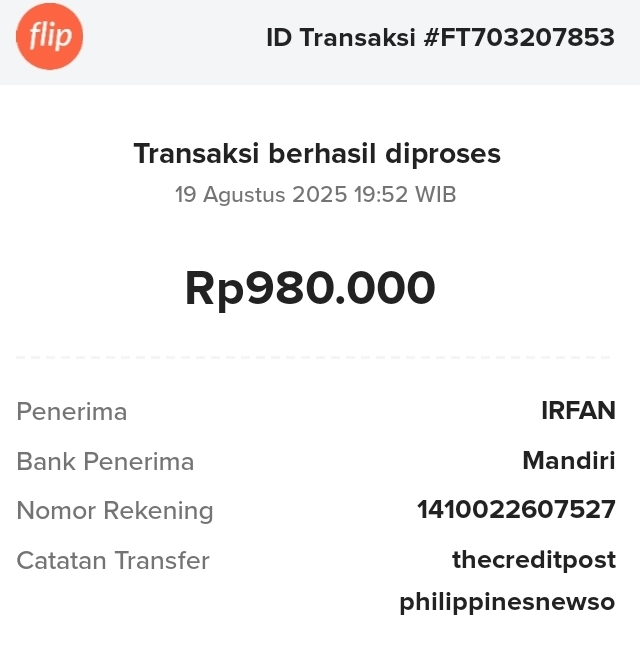 flip
ID Transaksi #FT703207853
Transaksi berhasil diproses
19 Agustus 2025 19:52 WIB
Rp980.000
Penerima IRFAN
Bank Penerima Mandiri
Nomor Rekening 1410022607527
Catatan Transfer thecreditpost
philippinesnewso